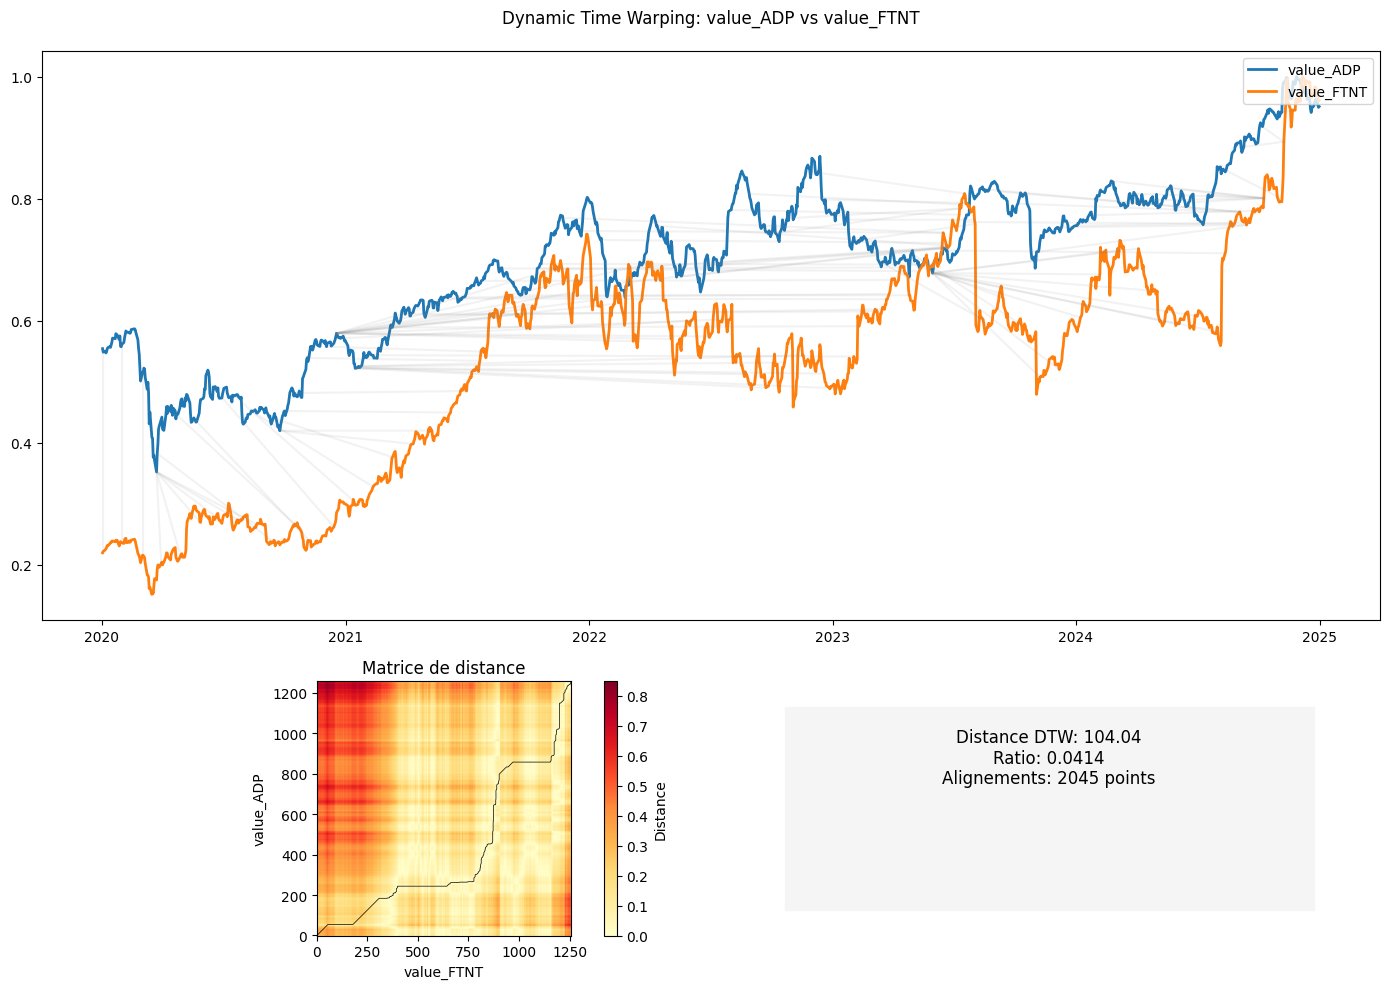 Dynamic Time Warping: value_ADP vs value_FTNT
value_ADP
value_FTNT
1.0
0.8
0.6
0.4
0.2
2020 2021 2022 2023 2024 2025
Matrice de distance
value_ADP
1200
1000
800
600
400
200
0
0 250 500 750 1000 1250
value_FTNT
0.8
0.7
0.6
0.5
0.4
0.3
0.2
0.1
0.0
Distance
Distance DTW: 104.04
Ratio: 0.0414
Alignements: 2045 points